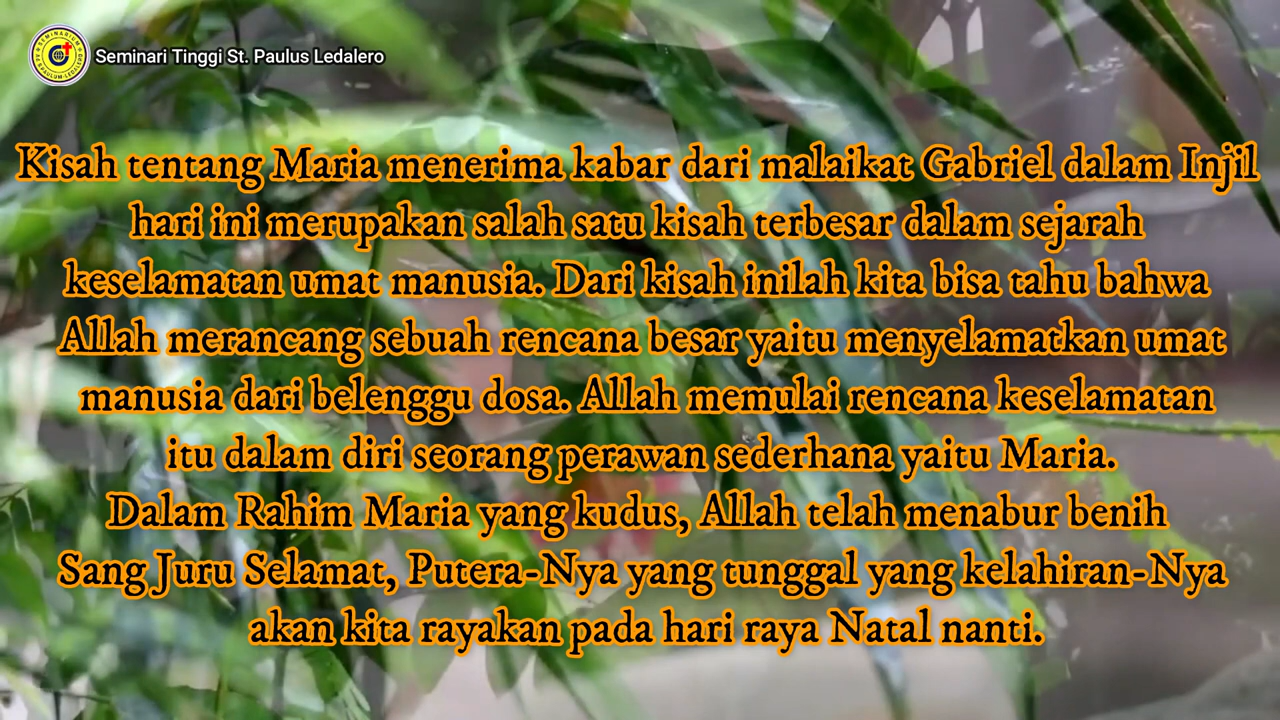 Seminari Tinggi St. Paulus Ledalero
Kisah tentang Maria menerima kabar dari malaikat Gabriel dalam Injil
hari ini merupakan salah satu kisah terbesar dalam sejarah
keselamatan umat manusia. Dari kisah inilah kita bisa tahu bahwa
Allah merancang sebuah rencana besar yaitu menyelamatkan umat
manusia dari belenggu dosa. Allah memulai rencana keselamatan
itu dalam diri seorang perawan sederhana yaitu Maria.
Dalam Rahim Maria yang kudus, Allah telah menabur benih
Sang Juru Selamat, Putera-Nya yang tunggal yang kelahiran-Nya
akan kita rayakan pada hari raya Natal nanti.